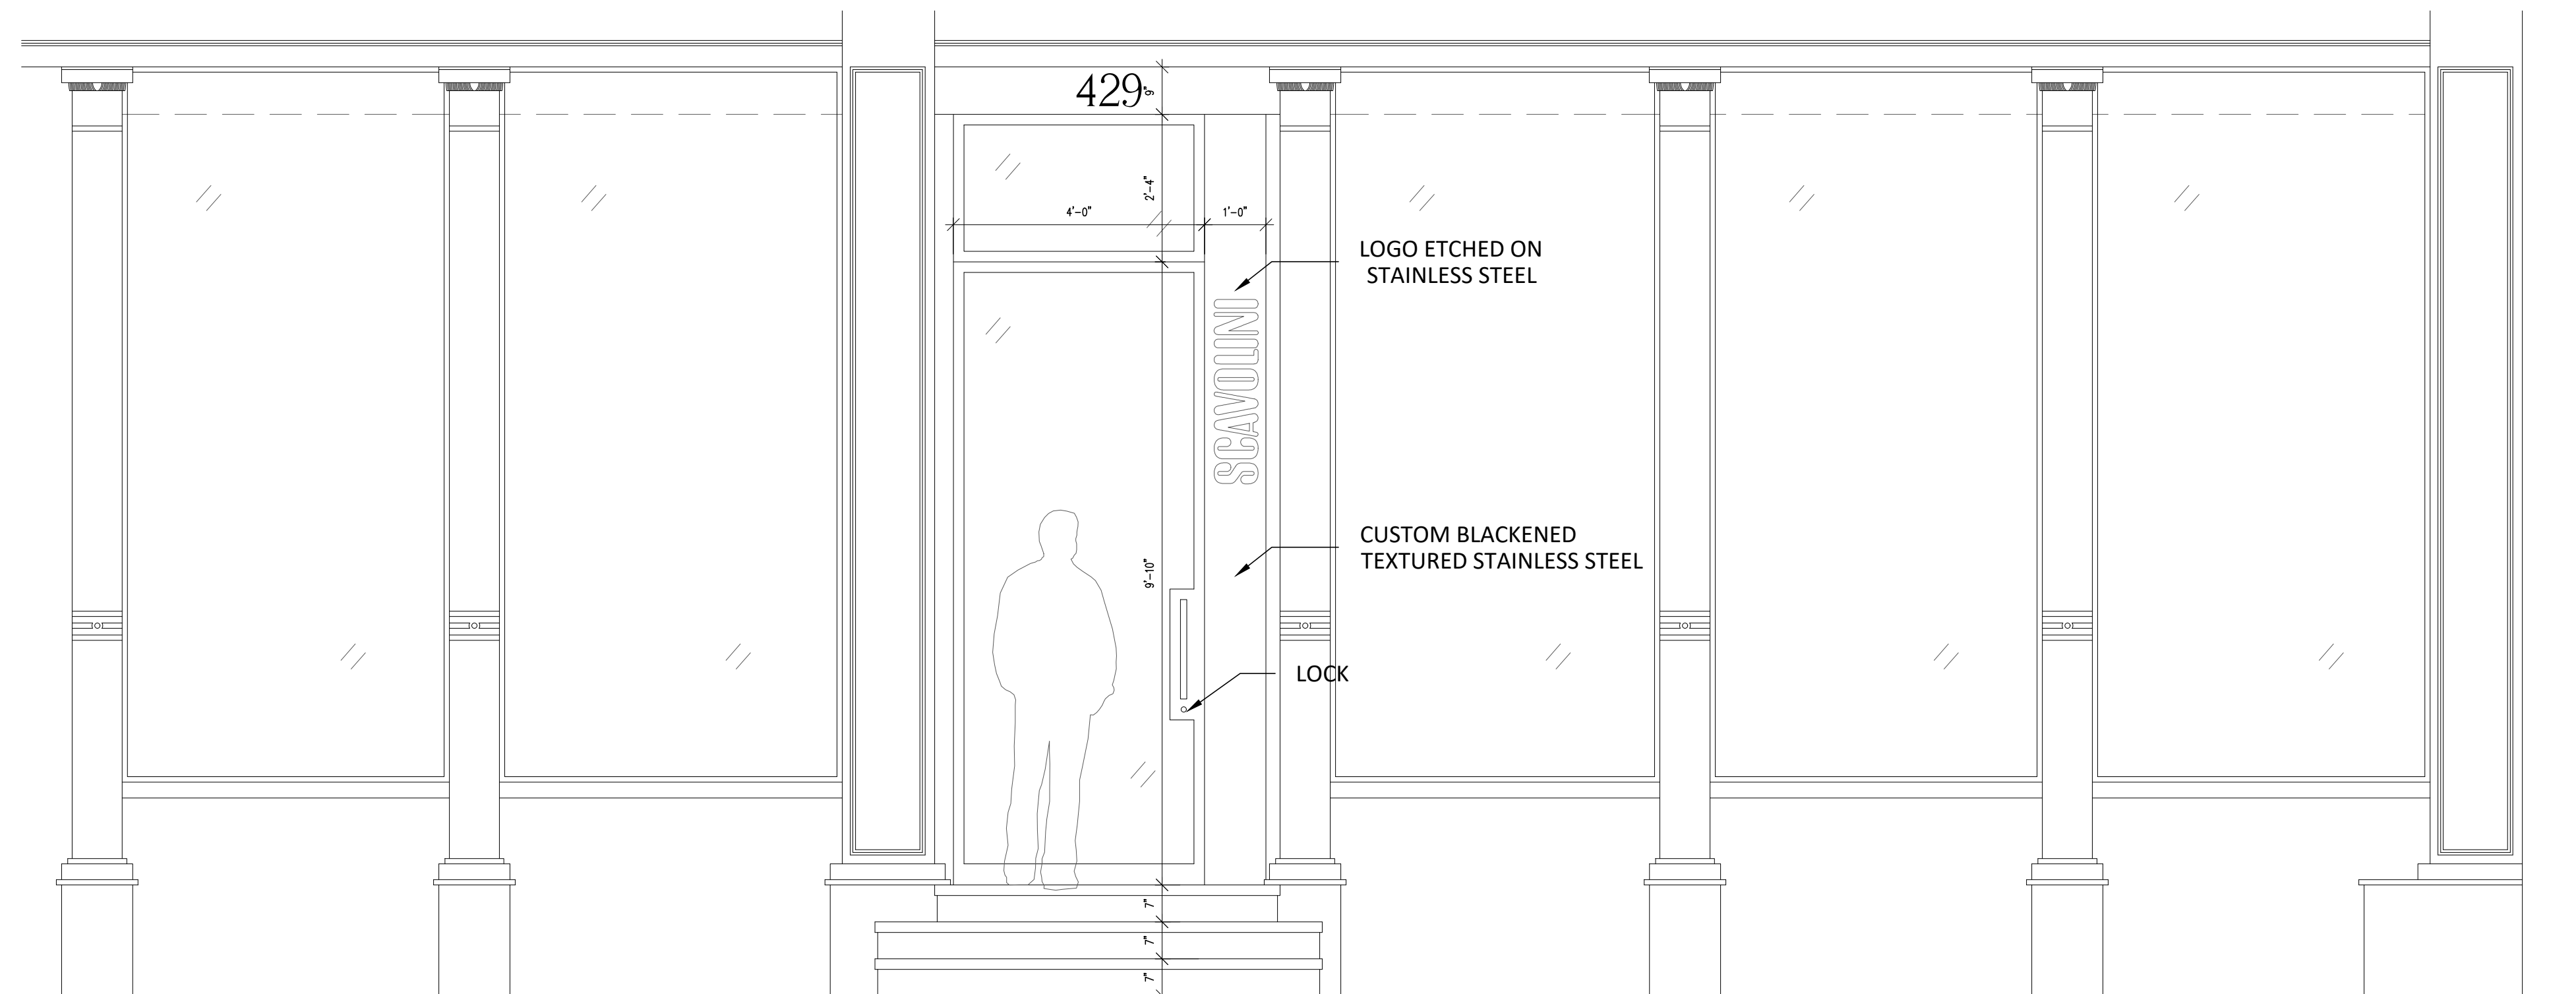 429
9"
2'-4"
4'-0"
1'-0"
LOGO ETCHED ON
STAINLESS STEEL
SCAVOLINI
CUSTOM BLACKENED
TEXTURED STAINLESS STEEL
9'-10"
LOCK
7"
7"
7"